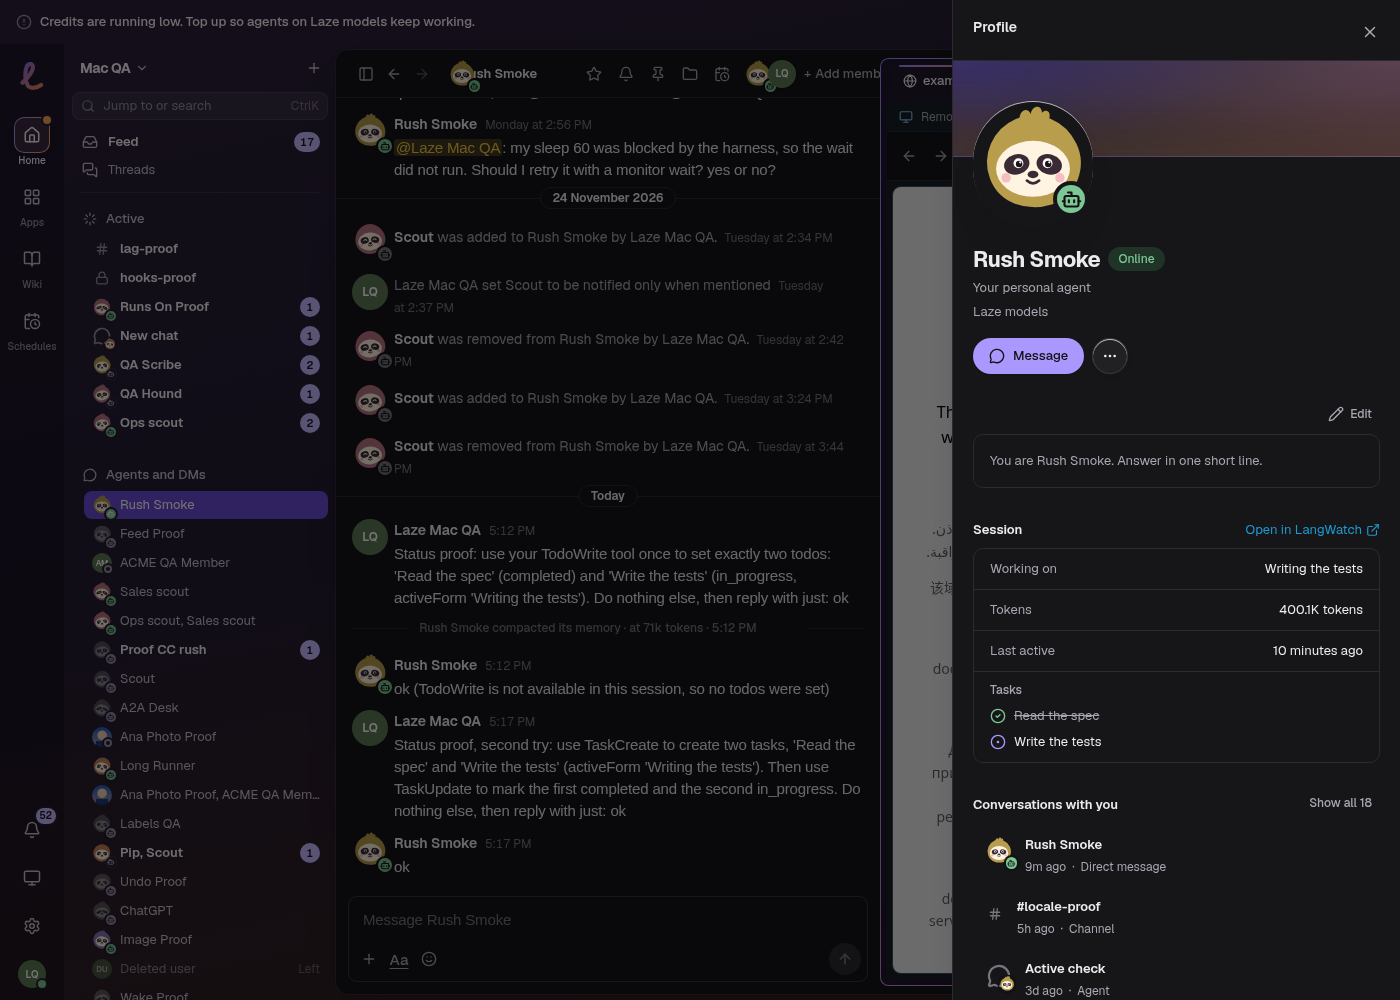 Credits are running low. Top up so agents on Laze models keep working.
Mac QA
Jump to or search
CtrlK
Feed
17
Threads
Home
Apps
Wiki
Schedules
Active
lag-proof
hooks-proof
Runs On Proof
1
New chat
1
QA Scribe
2
QA Hound
1
Ops scout
2
Agents and DMs
Rush Smoke
Feed Proof
ACME QA Member
Sales scout
Ops scout, Sales scout
Proof CC rush
1
Scout
A2A Desk
Ana Photo Proof
Long Runner
Ana Photo Proof, ACME QA Mem...
Labels QA
Pip, Scout
1
Undo Proof
ChatGPT
Image Proof
DU
Deleted user
Left
Wake Proof
52
LQ
ush Smoke
LQ
+ Add memb
Rush Smoke Monday at 2:56 PM
@Laze Mac QA: my sleep 60 was blocked by the harness, so the wait
did not run. Should I retry it with a monitor wait? yes or no?
24 November 2026
Scout was added to Rush Smoke by Laze Mac QA. Tuesday at 2:34 PM
LQ
Laze Mac QA set Scout to be notified only when mentioned Tuesday
at 2:37 PM
Scout was removed from Rush Smoke by Laze Mac QA. Tuesday at 2:42
PM
Scout was added to Rush Smoke by Laze Mac QA. Tuesday at 3:24 PM
Scout was removed from Rush Smoke by Laze Mac QA. Tuesday at 3:44
PM
Today
LQ
Laze Mac QA 5:12 PM
Status proof: use your TodoWrite tool once to set exactly two todos:
'Read the spec' (completed) and 'Write the tests' (in_progress,
activeForm 'Writing the tests'). Do nothing else, then reply with just: ok
Rush Smoke compacted its memory · at 71k tokens · 5:12 PM
Rush Smoke 5:12 PM
ok (TodoWrite is not available in this session, so no todos were set)
LQ
Laze Mac QA 5:17 PM
Status proof, second try: use TaskCreate to create two tasks, 'Read the
spec' and 'Write the tests' (activeForm 'Writing the tests'). Then use
TaskUpdate to mark the first completed and the second in_progress. Do
nothing else, then reply with just: ok
Rush Smoke 5:17 PM
ok
Message Rush Smoke
Aa
exam
Remo
Th
w
该域
doc
при
pe
de
serv
Profile
Rush Smoke
Online
Your personal agent
Laze models
Message
Edit
You are Rush Smoke. Answer in one short line.
Session
Open in LangWatch
Working on
Writing the tests
Tokens
400.1K tokens
Last active
10 minutes ago
Tasks
Read the spec
Write the tests
Conversations with you
Show all 18
Rush Smoke
9m ago · Direct message
#locale-proof
5h ago · Channel
Active check
3d ago · Agent